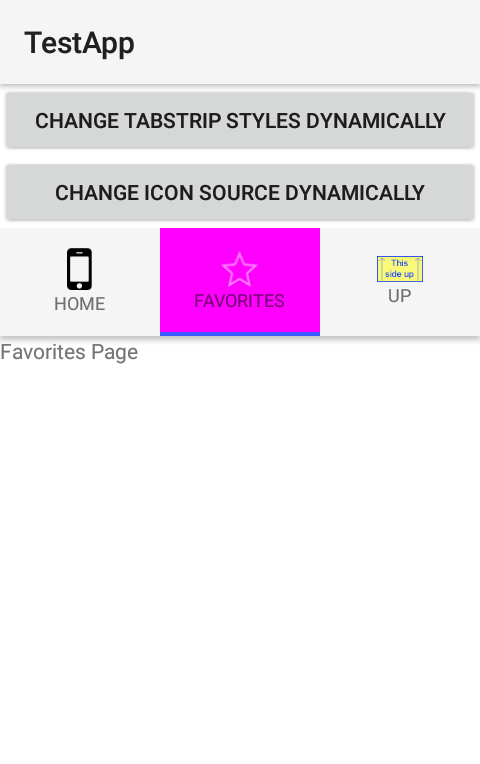 TestApp
CHANGE TABSTRIP STYLES DYNAMICALLY
CHANGE ICON SOURCE DYNAMICALLY
This
side up
HOME
FAVORITES
UP
Favorites Page